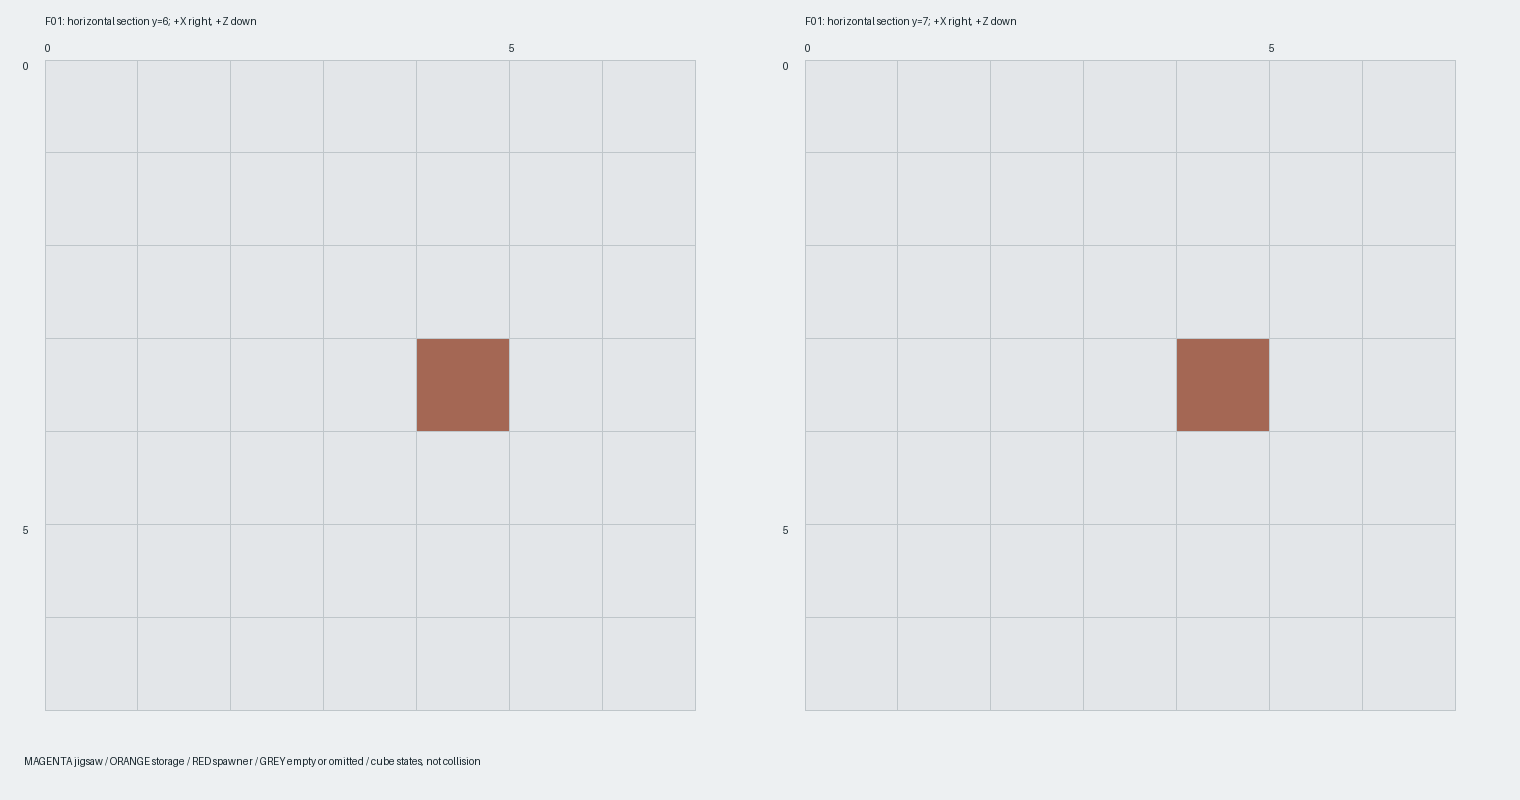 F01: horizontal section y=6; +X right, +Z down
F01: horizontal section y=7; +X right, +Z down
0 5
0 5
0
0
5
5
MAGENTA jigsaw / ORANGE storage / RED spawner / GREY empty or omitted / cube states, not collision